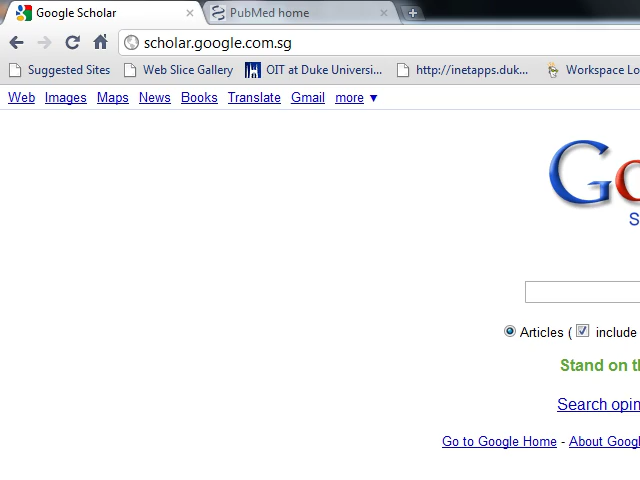 Google Scholar PubMed home
scholar.google.com.sg
Suggested Sites Web Slice Gallery OIT at Duke Universi... http://inetapps.duk... Workspace Lo
Web Images Maps News Books Translate Gmail more ▼
Go
S
Articles ( include
Stand on th
Search opin
Go to Google Home - About Googl